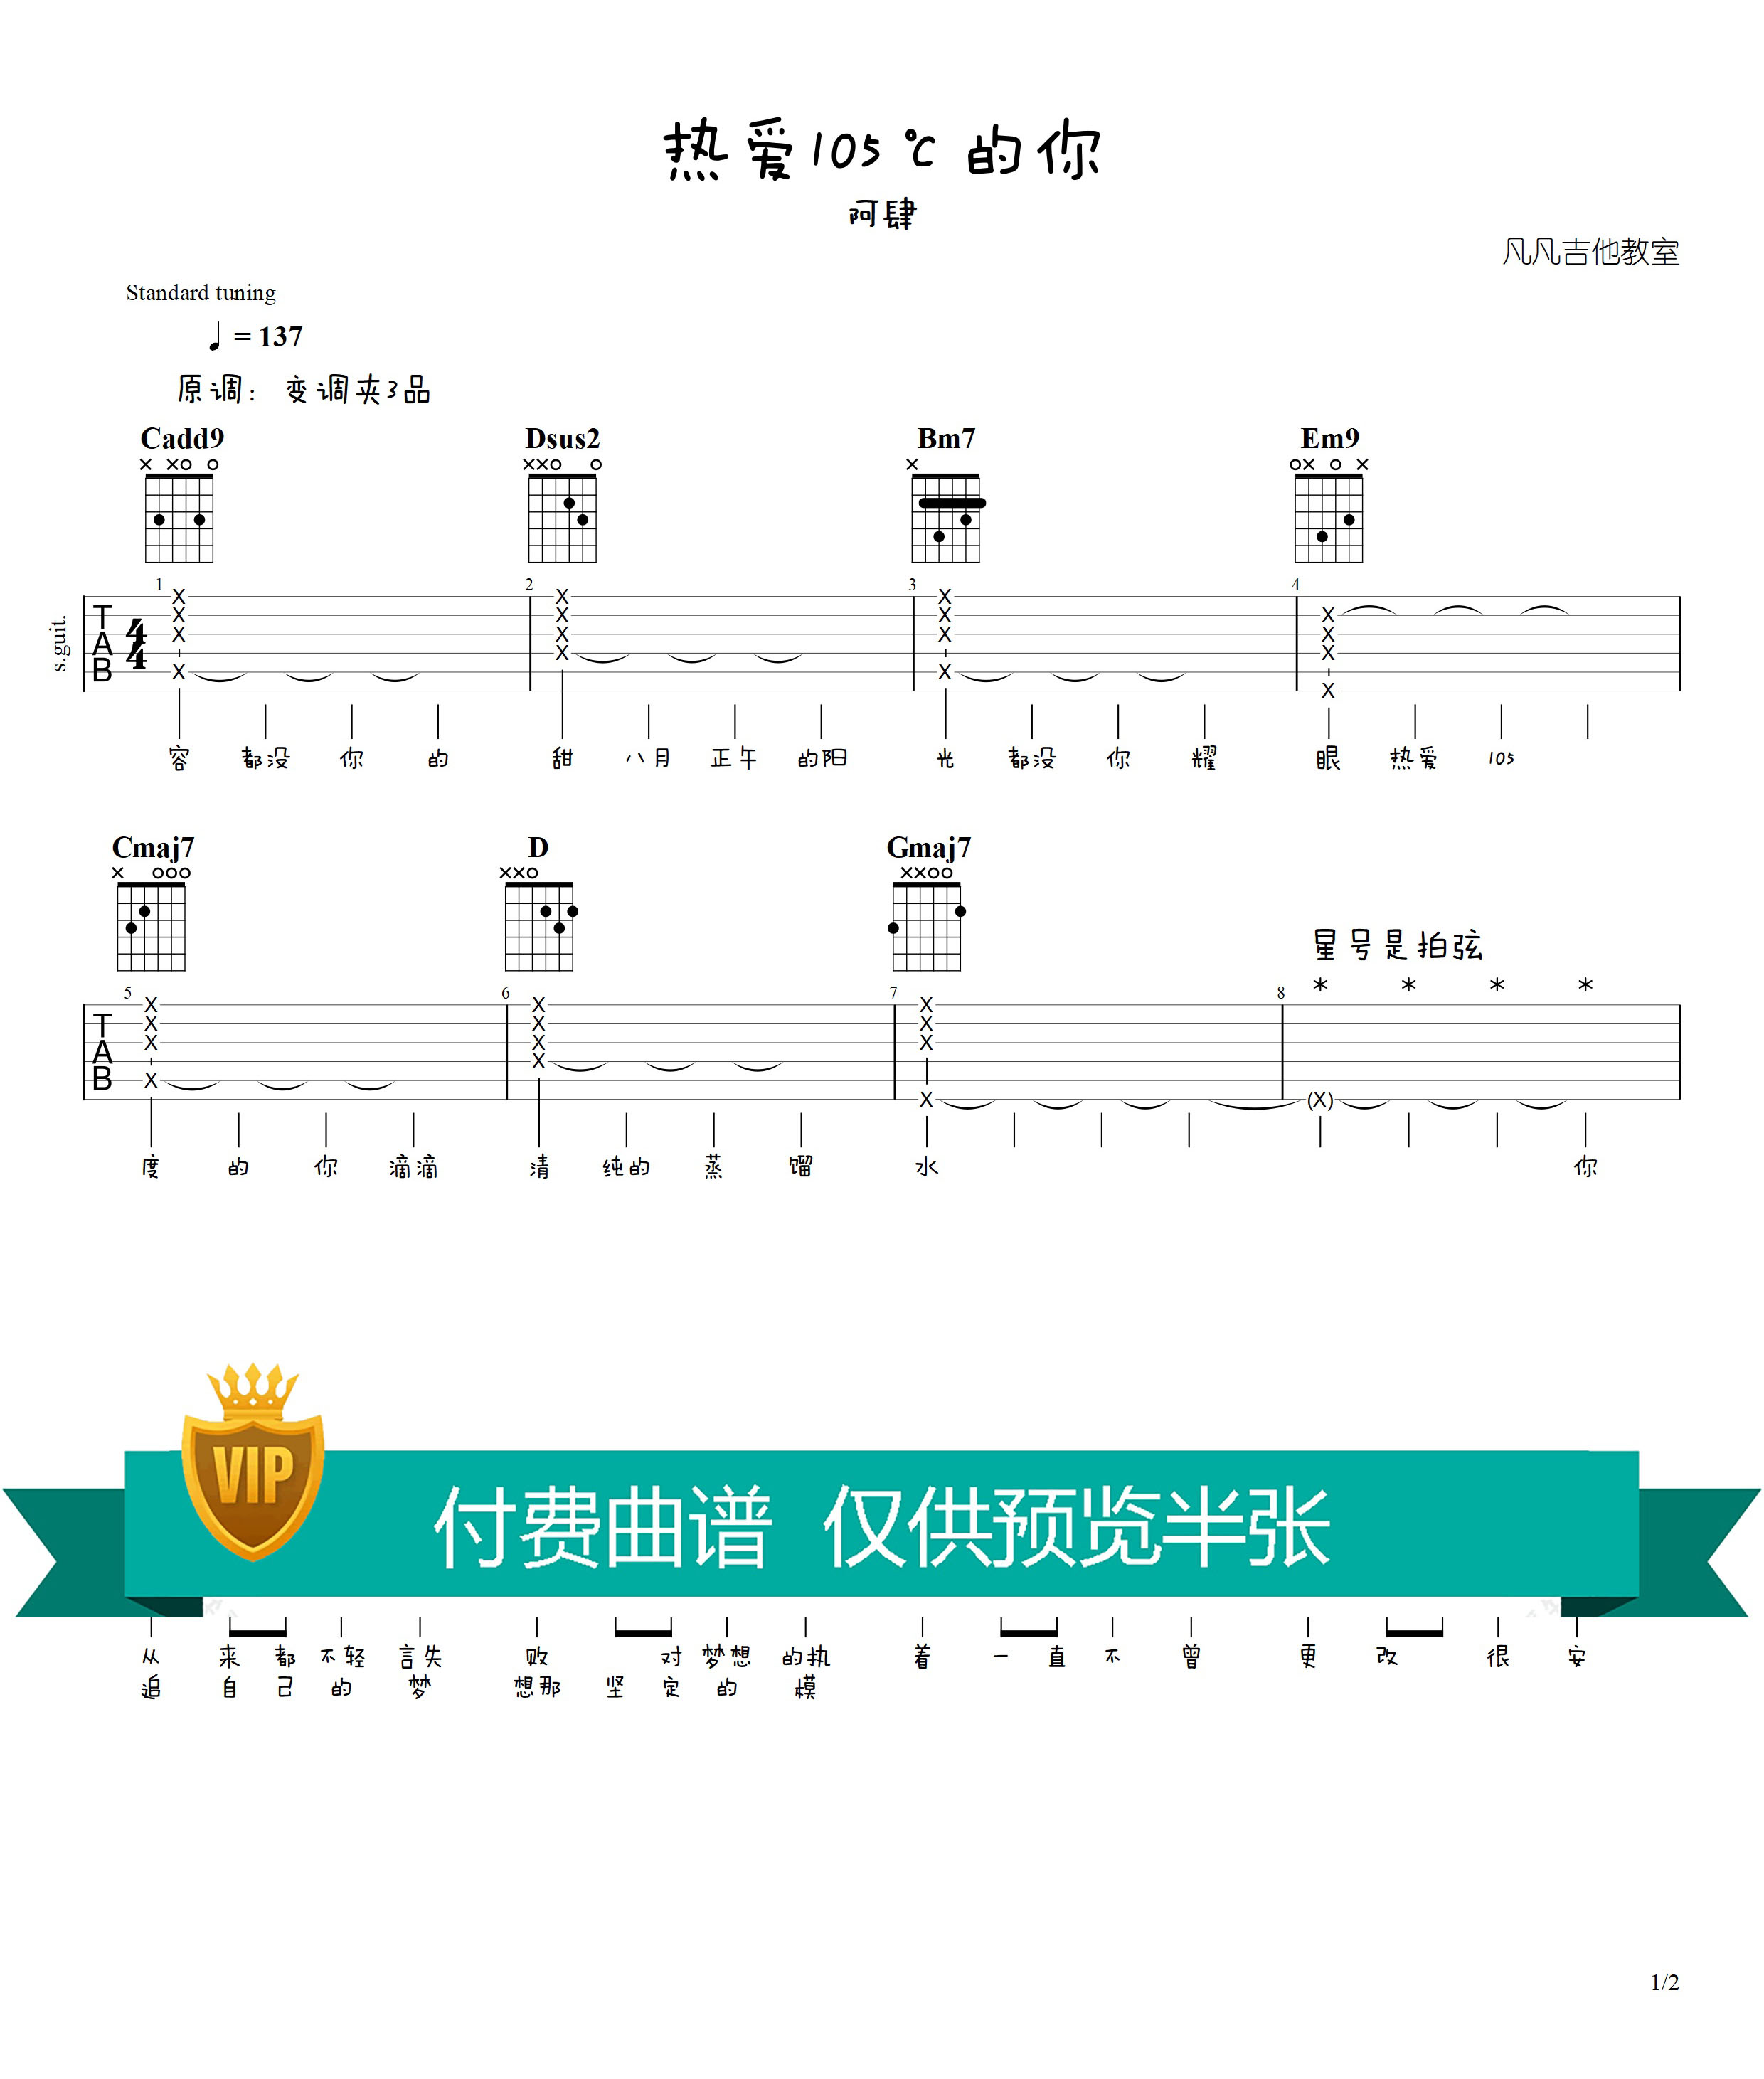 热爱105℃的你
阿肆
凡凡吉他教室
Standard tuning
♩ = 137
原调： 变调夹3品
Cadd9 Dsus2 Bm7 Em9
1 2 3 4
s.guit.
T A B 4/4
容 都没 你 的 甜 八月 正午 的阳 光 都没 你 耀 眼 热爱 105
Cmaj7 D Gmaj7
星号是拍弦
5 6 7 8 * * * *
T A B
度 的 你 滴滴 清 纯的 蒸 馏 水 你
VIP
付费曲谱 仅供预览半张
从 来 都 不轻 言失 败 对 梦想 的执 着 一 直 不 曾 更 改 很 安
追 自 己 的 梦 想那 坚 定 的 模
1/2